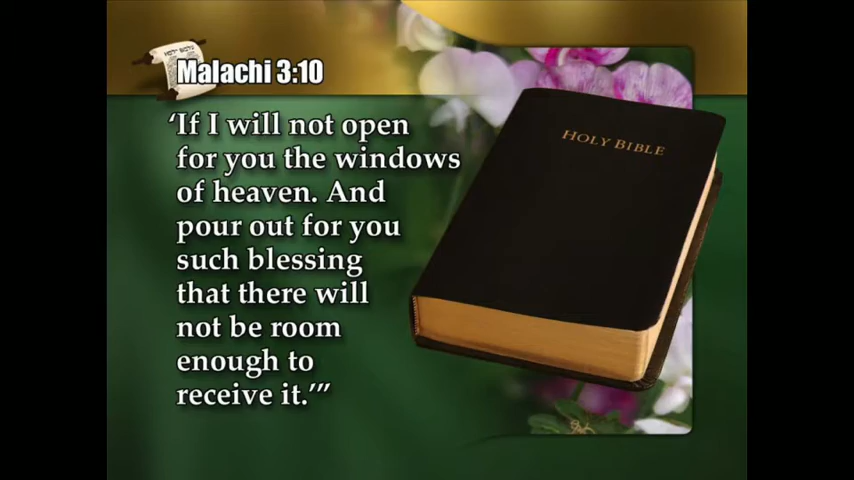 Malachi 3:10
‘If I will not open
for you the windows
of heaven. And
pour out for you
such blessing
that there will
not be room
enough to
receive it.’”
HOLY BIBLE